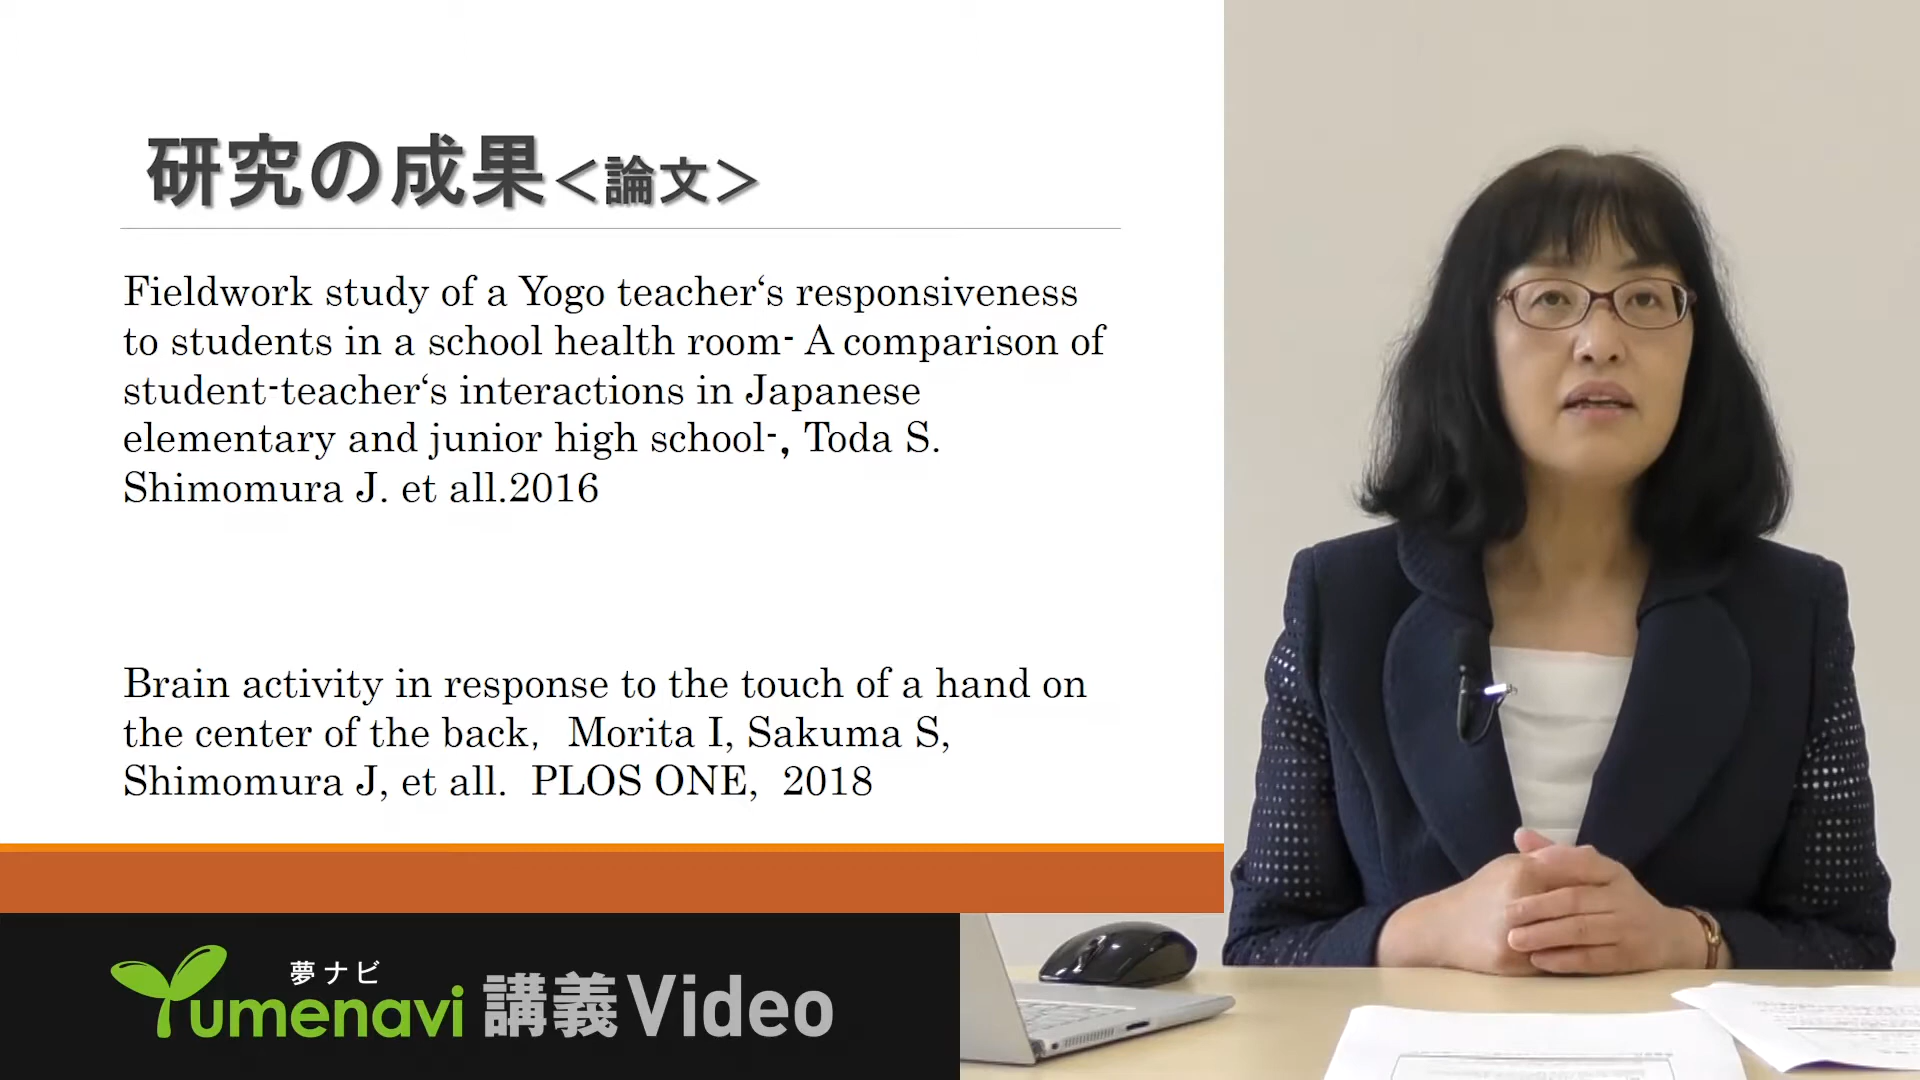 研究の成果＜論文＞
Fieldwork study of a Yogo teacher‘s responsiveness
to students in a school health room- A comparison of
student-teacher‘s interactions in Japanese
elementary and junior high school-, Toda S.
Shimomura J. et all.2016
Brain activity in response to the touch of a hand on
the center of the back, Morita I, Sakuma S,
Shimomura J, et all. PLOS ONE, 2018
夢ナビ
Yumenavi 講義Video